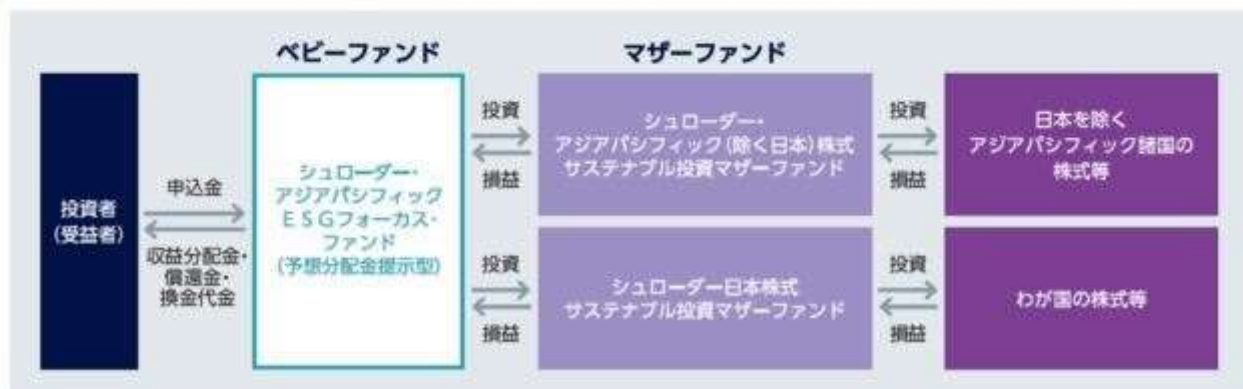 ベビーファンド
マザーファンド
投資者
(受益者)
申込金
収益分配金・
償還金・
換金代金
シュローダー・
アジアパシフィック
ESGフォーカス・
ファンド
(予想分配金提示型)
投資
損益
投資
損益
シュローダー・
アジアパシフィック(除く日本)株式
サステナブル投資マザーファンド
シュローダー日本株式
サステナブル投資マザーファンド
投資
損益
投資
損益
日本を除く
アジアパシフィック諸国の
株式等
わが国の株式等